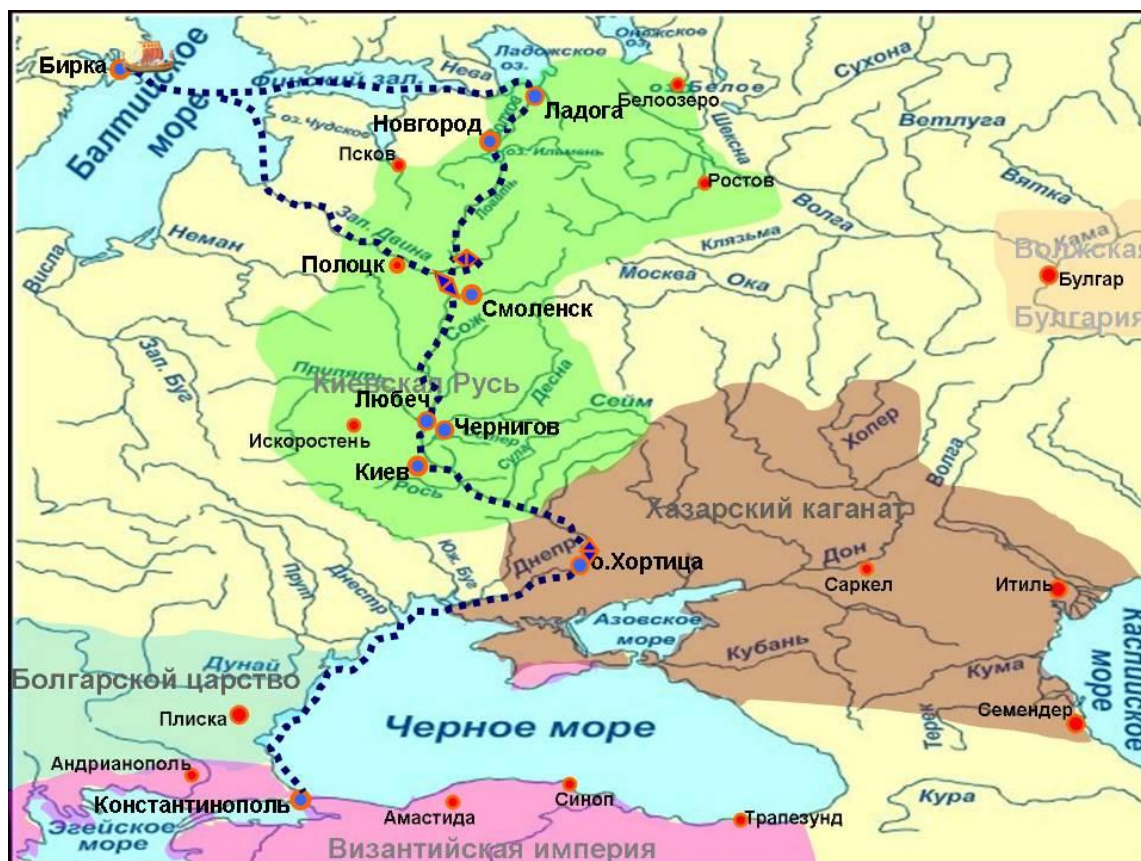 Бирка
Балтийское
море
Финский зал.
Нева
Ладожское
оз.
Онежское
оз.
оз. Белое
Белоозеро
Сухона
Ладога
Волхов
Новгород
оз. Чудское
Псков
оз. Ильмень
Шексна
Ростов
Ветлуга
Вятка
Ловать
Волга
Клязьма
Кама
Волжская
Булгар
Булгария
Висла
Неман
Зап. Двина
Полоцк
Смоленск
Москва
Ока
Сож
Зап. Буг
Припять
Киевская Русь
Десна
Любеч
Сейм
Искоростень
Чернигов
Сула
Киев
Рось
Хопер
Волга
Хазарский каганат
Днепр
о.Хортица
Юж. Буг
Днестр
Прут
Дон
Саркел
Итиль
Азовское
море
Кубань
Кума
Каспийское
море
Дунай
Болгарской царство
Плиска
Терек
Семендер
Черное море
Андрианополь
Константинополь
Амастида
Синоп
Трапезунд
Кура
Эгейское
море
Византийская империя